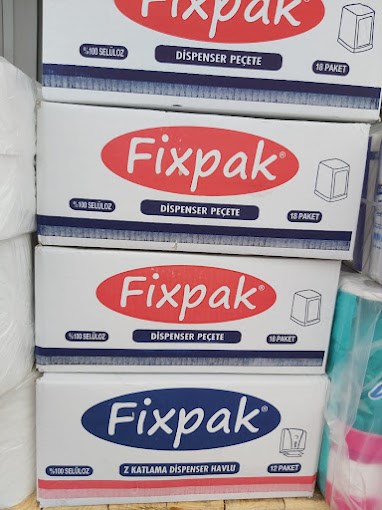 Fixpak
%100 SELÜLOZ DİSPENSER PEÇETE 18 PAKET
Fixpak®
%100 SELÜLOZ DİSPENSER PEÇETE 18 PAKET
Fixpak®
%100 SELÜLOZ DİSPENSER PEÇETE 18 PAKET
Fixpak®
%100 SELÜLOZ Z KATLAMA DİSPENSER HAVLU 12 PAKET